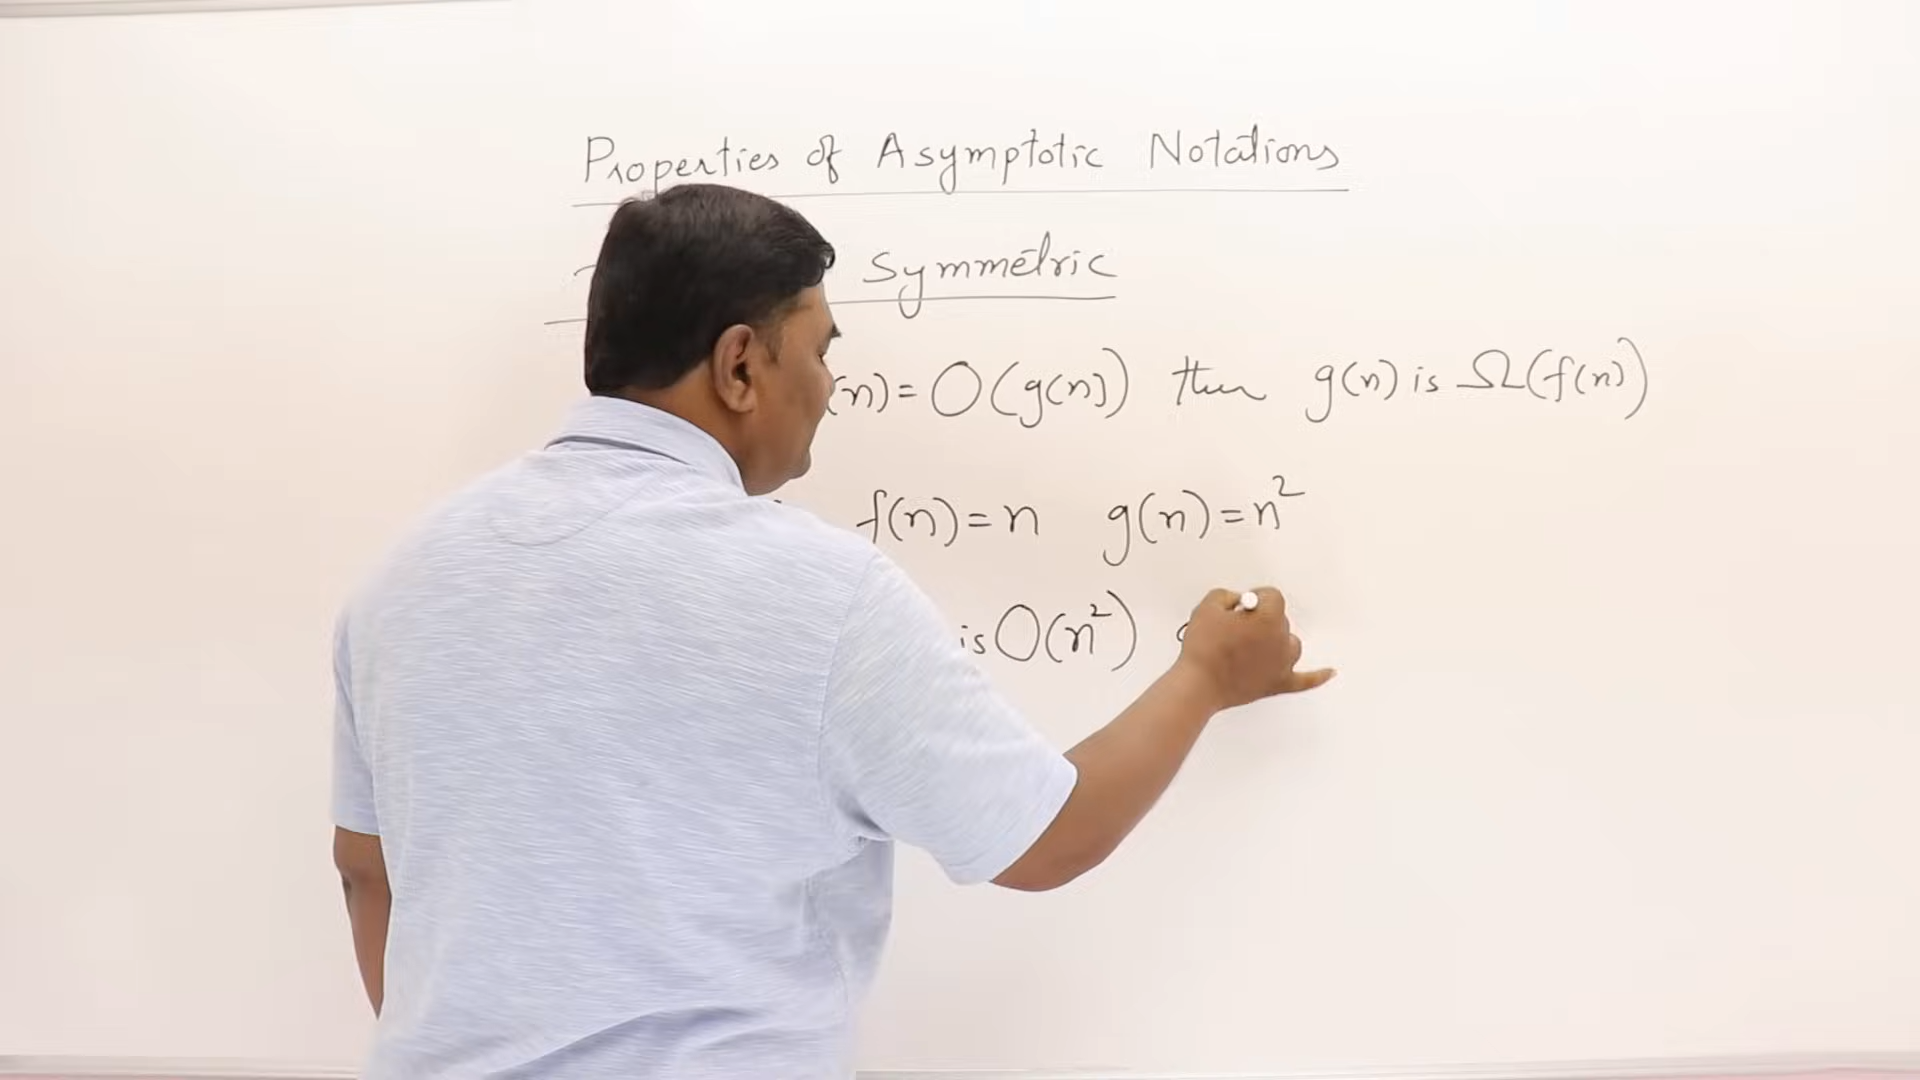 Properties of Asymptotic Notations
Symmetric
(n) = O(g(n)) then g(n) is Ω(f(n))
f(n) = n g(n) = n²
is O(n²)